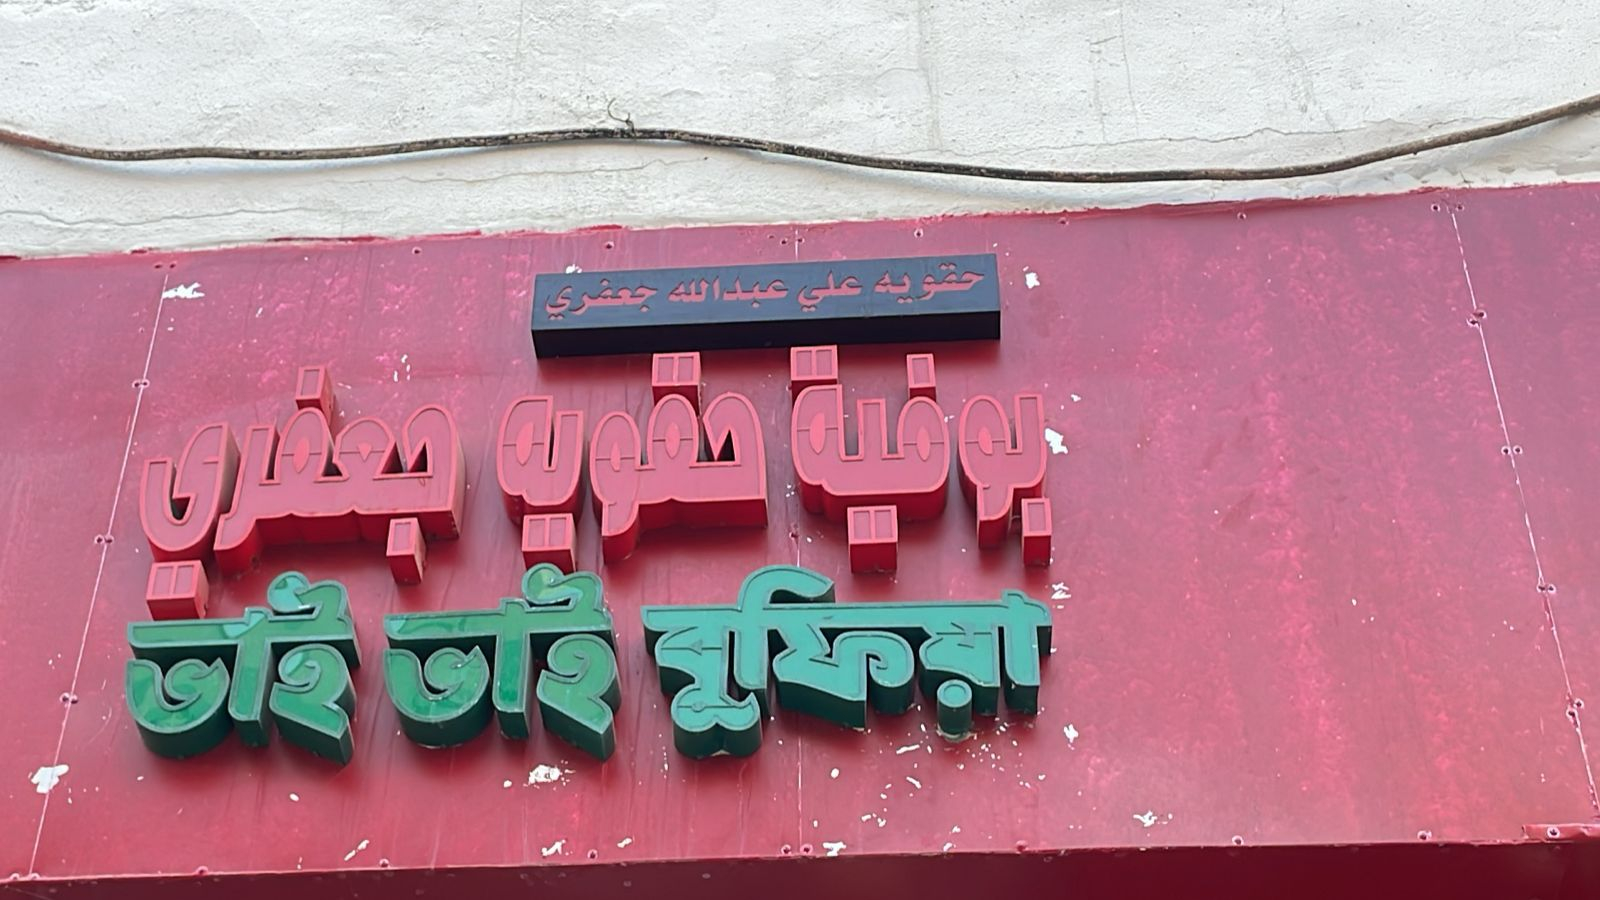 حقويه علي عبدالله جعفري
بوفية حقويه جعفري
ভাই ভাই বুফিয়া